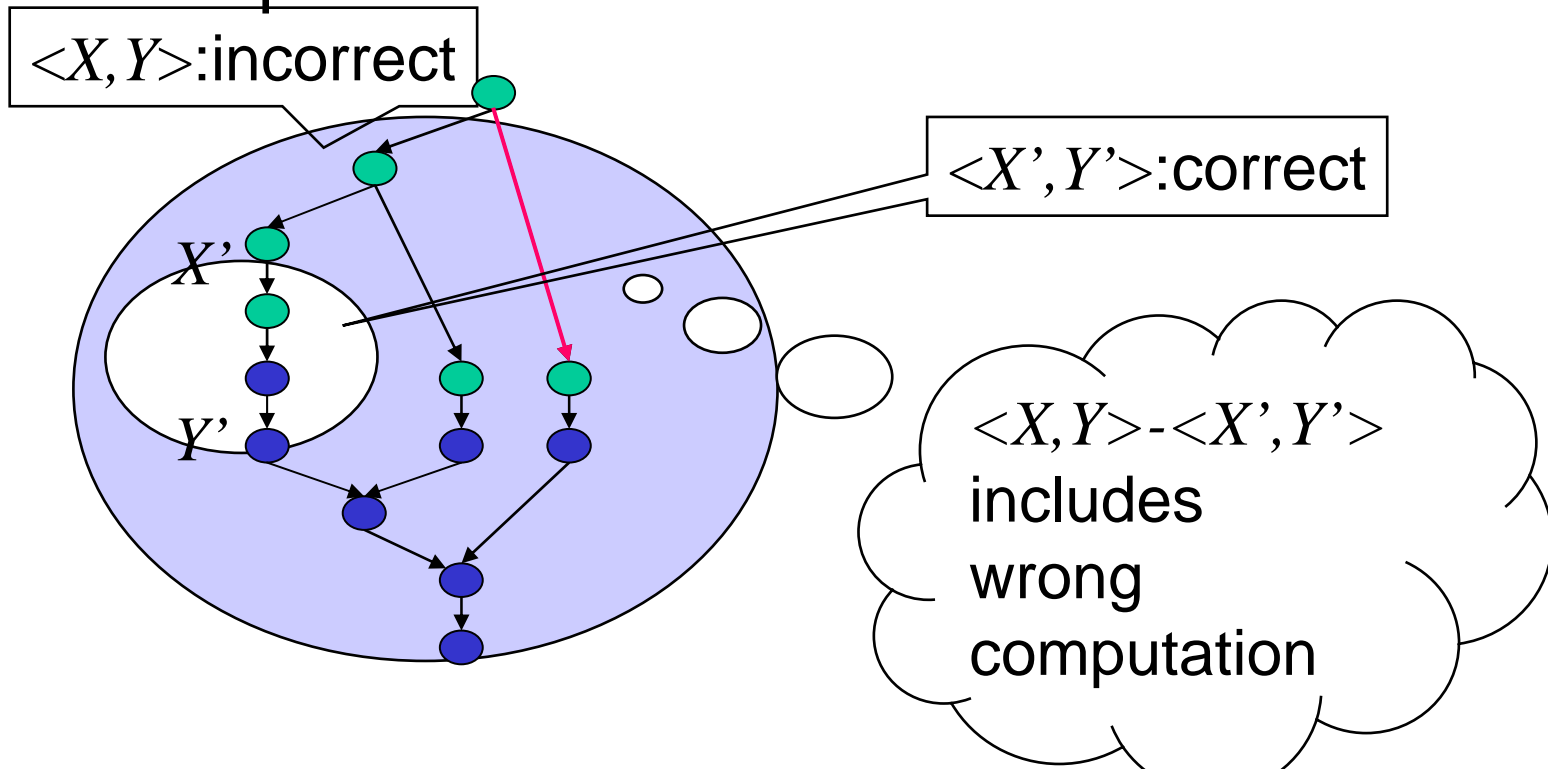 <X,Y>:incorrect
<X’,Y’>:correct
X’
Y’
<X,Y>-<X’,Y’>
includes
wrong
computation